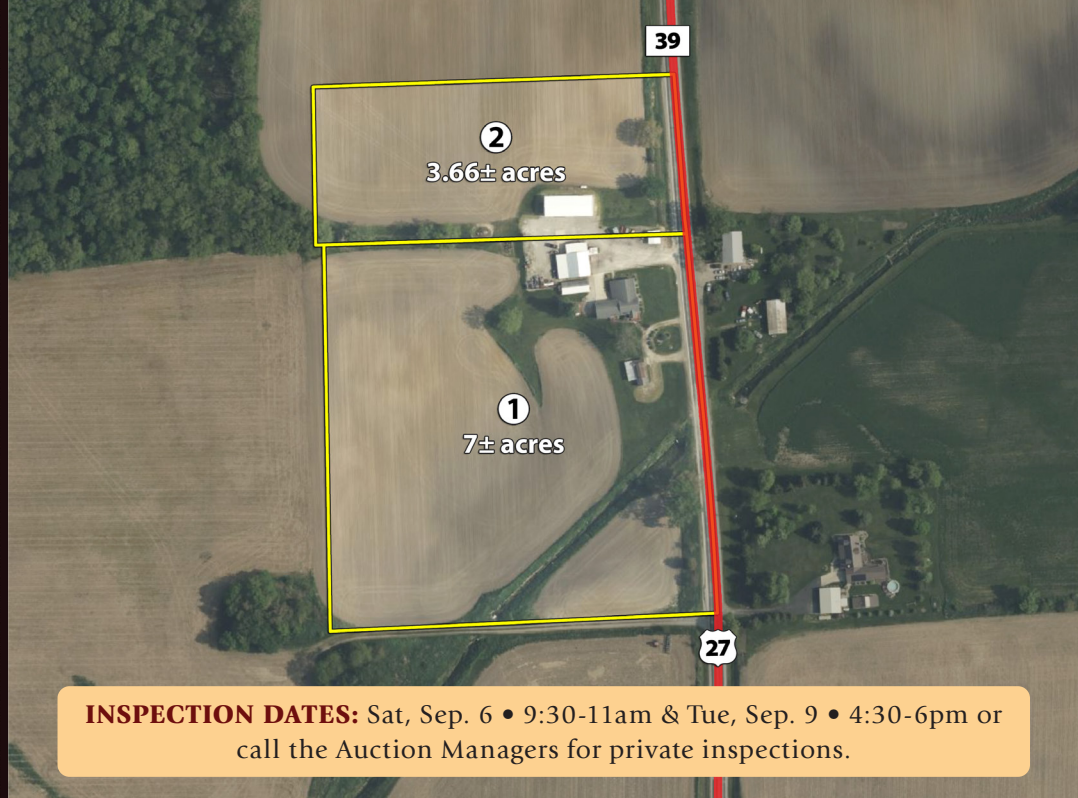 39
2
3.66± acres
1
7± acres
27
INSPECTION DATES: Sat, Sep. 6 • 9:30-11am & Tue, Sep. 9 • 4:30-6pm or
call the Auction Managers for private inspections.